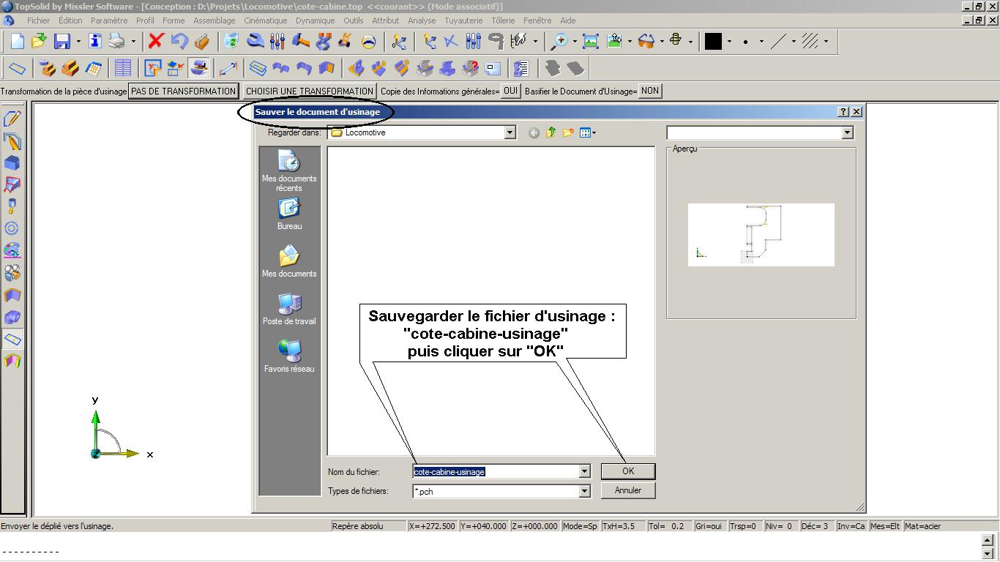 TopSolid by Missler Software - [Conception : D:\Projets\Locomotive\cote-cabine.top <<courant>> (Mode associatif)]
Fichier Édition Paramètre Profil Forme Assemblage Cinématique Dynamique Outils Attribut Analyse Tuyauterie Tôlerie Fenêtre Aide
Transformation de la pièce d'usinage PAS DE TRANSFORMATION CHOISIR UNE TRANSFORMATION Copie des Informations générales= OUI Basifier le Document d'Usinage= NON
Sauver le document d'usinage
Regarder dans: Locomotive
Aperçu
Mes documents
récents
Bureau
Mes documents
Poste de travail
Favoris réseau
Sauvegarder le fichier d'usinage :
"cote-cabine-usinage"
puis cliquer sur "OK"
y
x
z
Nom du fichier: cote-cabine-usinage OK
Types de fichiers: *.pch Annuler
Envoyer le déplié vers l'usinage. Repère absolu X=+272.500 Y=+040.000 Z=+000.000 Mode=Sp TxH=3.5 Tol= 0.2 Gri=oui Trsp=0 Niv= 0 Déc= 3 Inv=Ca Mes=Elt Mat=acier
----------